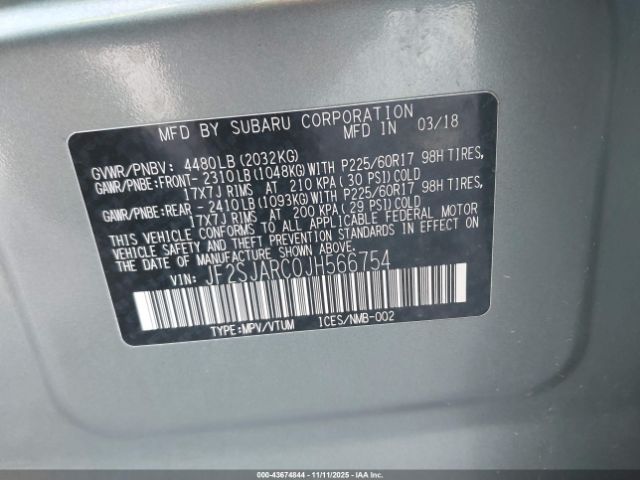 MFD BY SUBARU CORPORATION
MFD IN 03/18
GVWR/PNBV: 4480LB(2032KG)
GAWR/PNBE:FRONT-2310LB(1048KG)WITH P225/60R17 98H TIRES,
17X7J RIMS AT 210 KPA(30 PSI)COLD
GAWR/PNBE:REAR -2410LB(1093KG)WITH P225/60R17 98H TIRES,
17X7J RIMS AT 200 KPA(29 PSI)COLD
THIS VEHICLE CONFORMS TO ALL APPLICABLE FEDERAL MOTOR
VEHICLE SAFETY AND THEFT PREVENTION STANDARDS IN EFFECT
ON THE DATE OF MANUFACTURE SHOWN ABOVE.
VIN: JF2SJARC0JH566754
TYPE:MPV/VTUM ICES/NMB-002
000-43674844 - 11/11/2025 - IAAI.COM